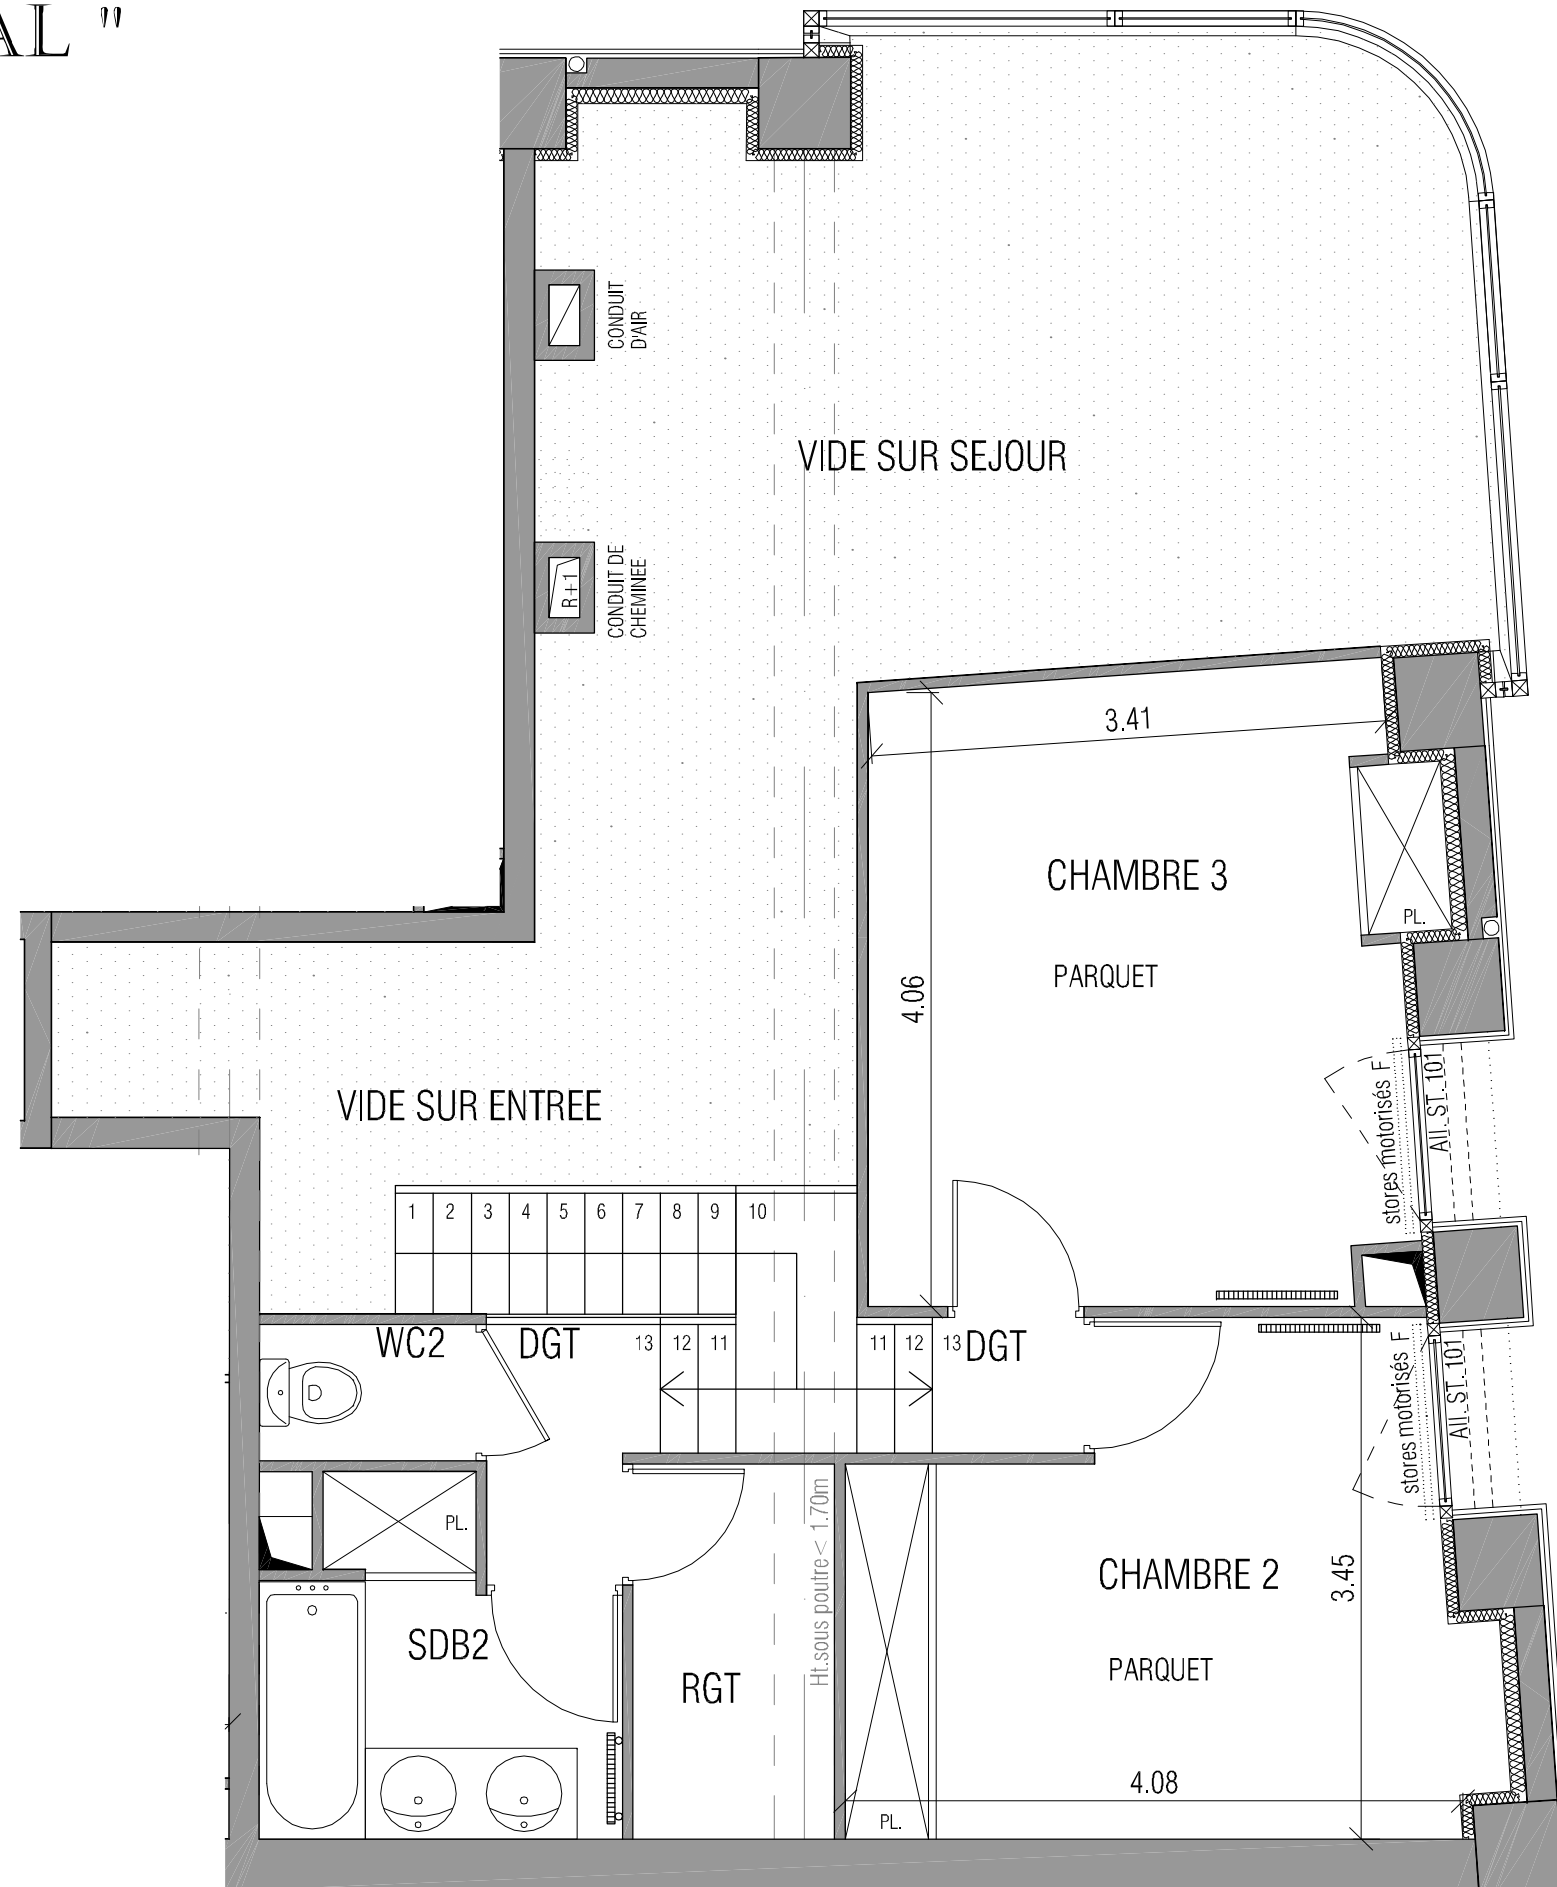 AL "
CONDUIT
D'AIR
VIDE SUR SEJOUR
CONDUIT DE
CHEMINEE
R+1
3.41
CHAMBRE 3
PL.
PARQUET
4.06
VIDE SUR ENTREE
stores motorisés F
All. ST. 101
1 2 3 4 5 6 7 8 9 10
WC2
DGT
13 12 11
11 12 13
DGT
stores motorisés F
All. ST. 101
PL.
Ht.sous poutre< 1.70m
CHAMBRE 2
3.45
SDB2
RGT
PARQUET
4.08
PL.